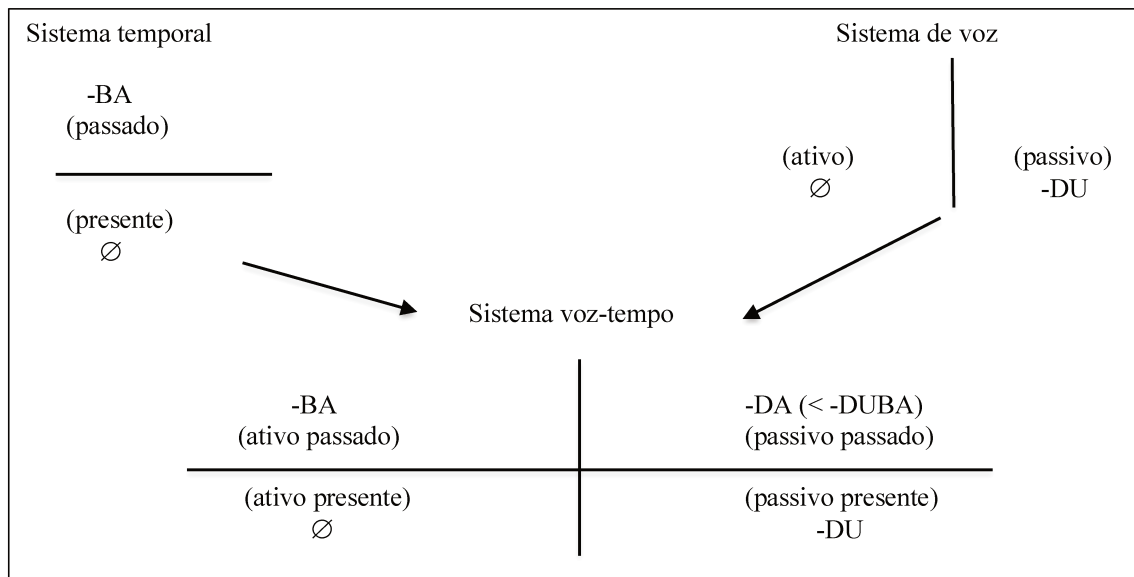 Sistema temporal
Sistema de voz
-BA
(passado)
(ativo)
∅
(passivo)
-DU
(presente)
∅
Sistema voz-tempo
-BA
(ativo passado)
-DA (< -DUBA)
(passivo passado)
(ativo presente)
∅
(passivo presente)
-DU